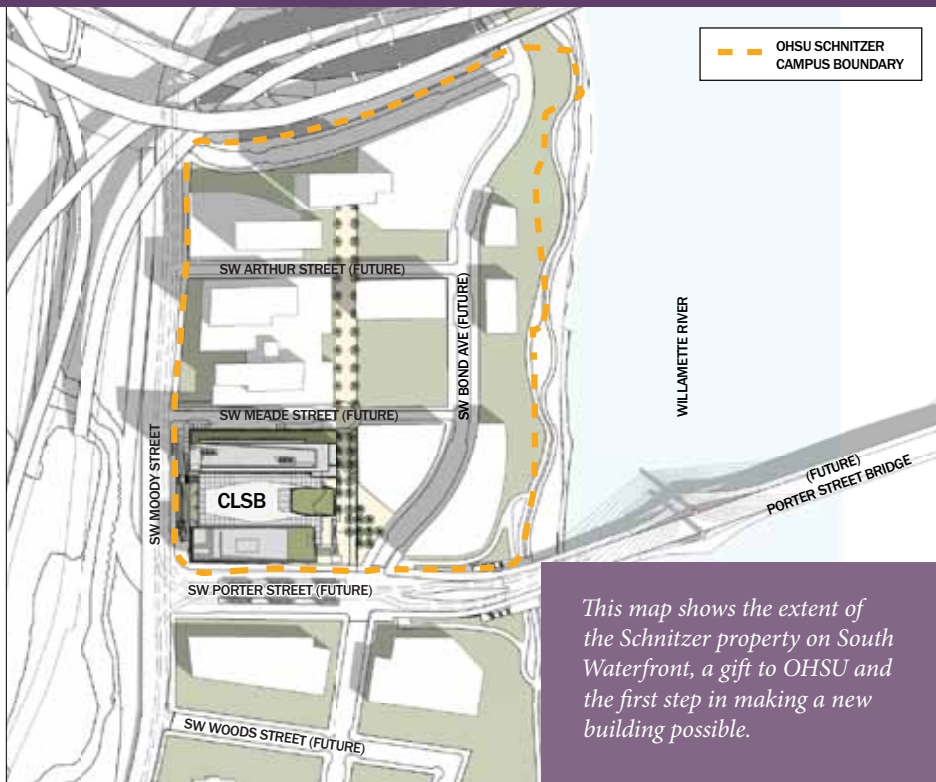 OHSU SCHNITZER
CAMPUS BOUNDARY
SW ARTHUR STREET (FUTURE)
SW BOND AVE (FUTURE)
WILLAMETTE RIVER
SW MEADE STREET (FUTURE)
SW MOODY STREET
CLSB
(FUTURE)
PORTER STREET BRIDGE
SW PORTER STREET (FUTURE)
This map shows the extent of
the Schnitzer property on South
Waterfront, a gift to OHSU and
the first step in making a new
building possible.
SW WOODS STREET (FUTURE)